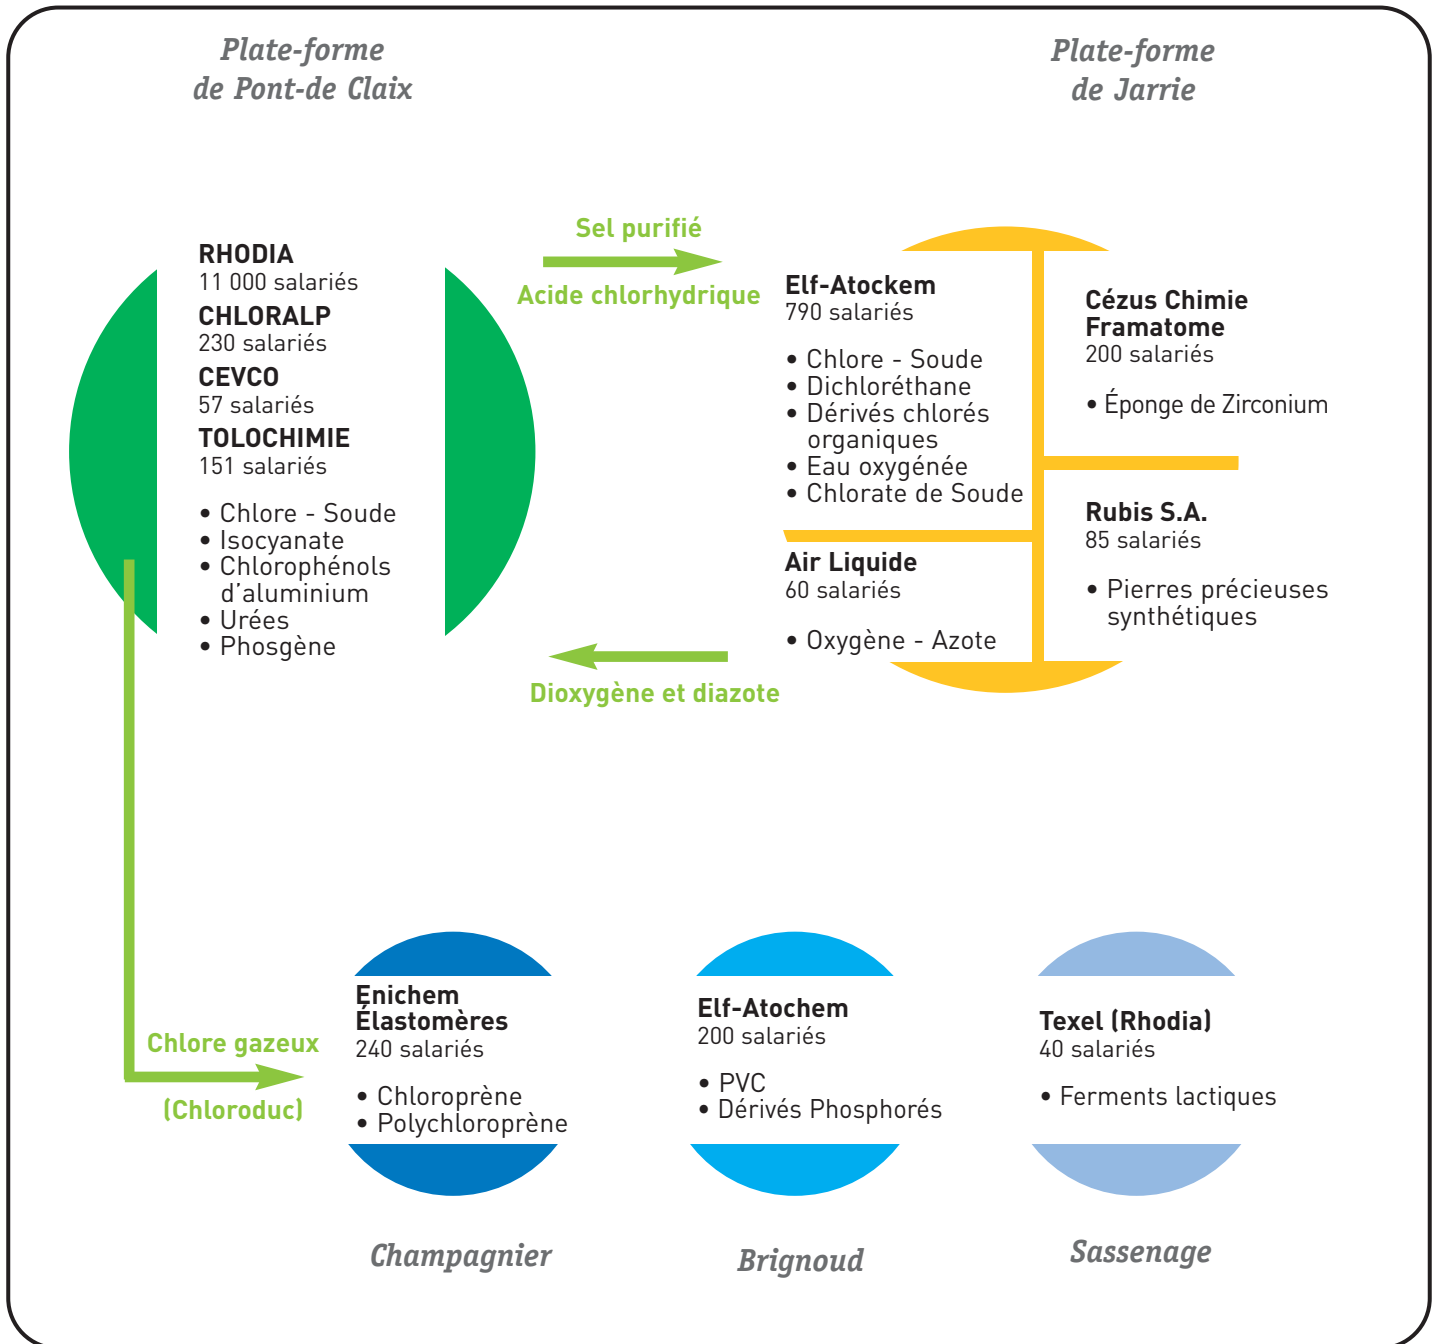 Plate-forme
de Pont-de Claix
Plate-forme
de Jarrie
RHODIA
11 000 salariés
CHLORALP
230 salariés
CEVCO
57 salariés
TOLOCHIMIE
151 salariés
• Chlore - Soude
• Isocyanate
• Chlorophénols
d'aluminium
• Urées
• Phosgène
Sel purifié
Acide chlorhydrique
Elf-Atockem
790 salariés
• Chlore - Soude
• Dichloréthane
• Dérivés chlorés
organiques
• Eau oxygénée
• Chlorate de Soude
Cézus Chimie
Framatome
200 salariés
• Éponge de Zirconium
Air Liquide
60 salariés
• Oxygène - Azote
Rubis S.A.
85 salariés
• Pierres précieuses
synthétiques
Dioxygène et diazote
Chlore gazeux
(Chloroduc)
Enichem
Élastomères
240 salariés
• Chloroprène
• Polychloroprène
Champagnier
Elf-Atochem
200 salariés
• PVC
• Dérivés Phosphorés
Brignoud
Texel (Rhodia)
40 salariés
• Ferments lactiques
Sassenage